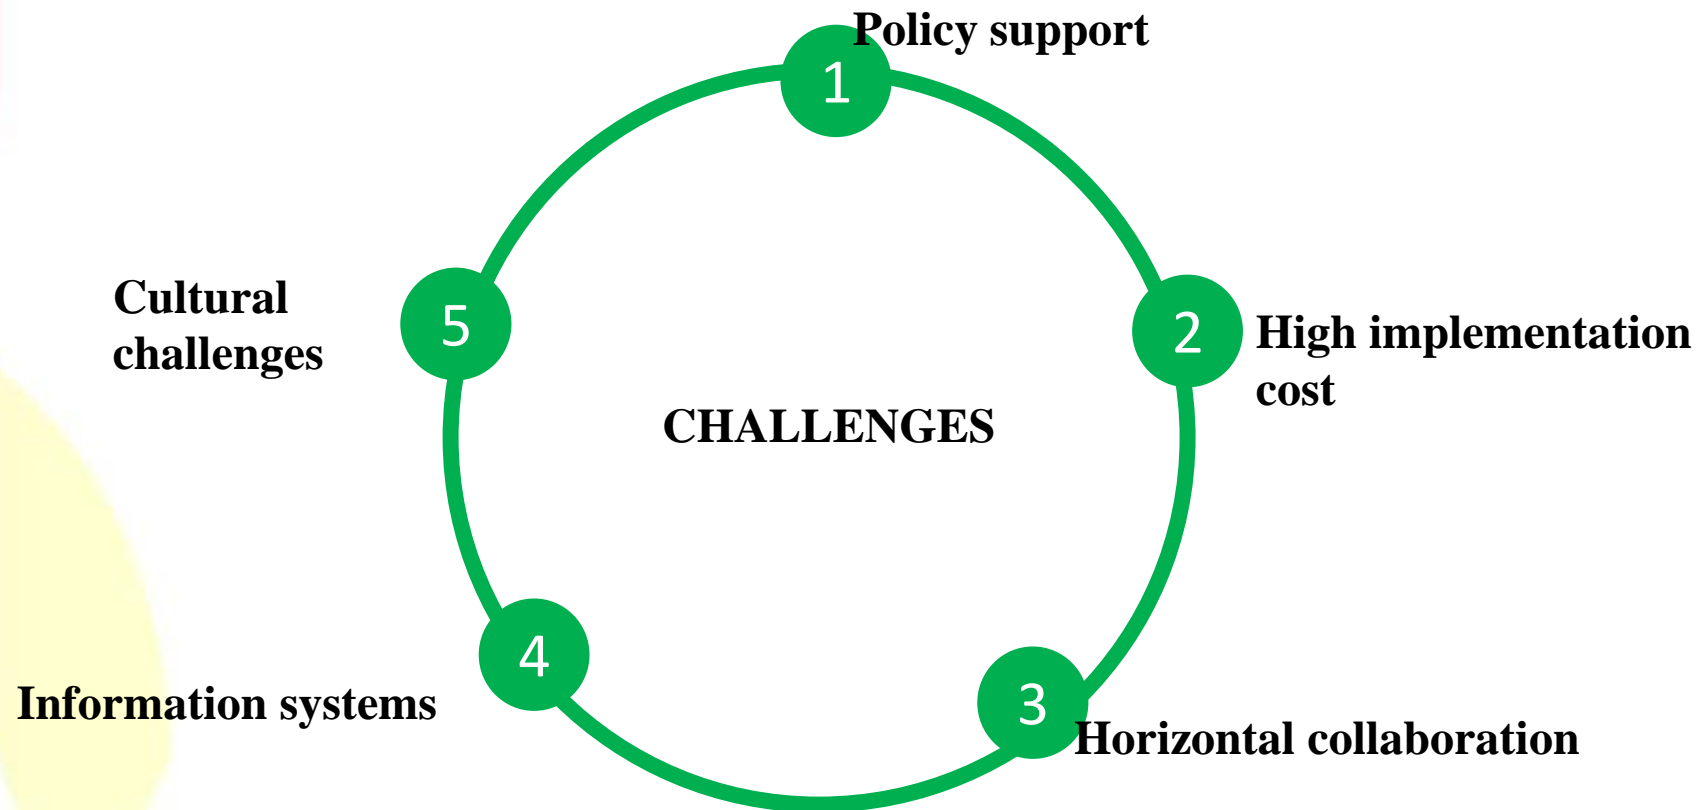 Policy support
1
Cultural
challenges
5
2
High implementation
cost
CHALLENGES
4
Information systems
3
Horizontal collaboration